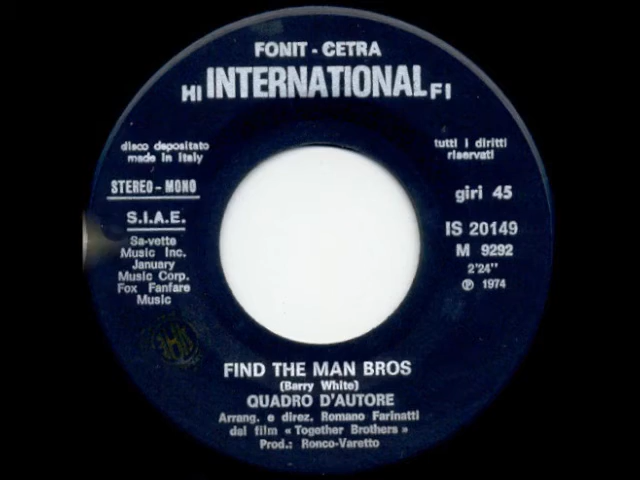 FONIT - CETRA
HI INTERNATIONAL FI
disco depositato
made in Italy
tutti i diritti
riservati
STEREO - MONO
giri 45
S.I.A.E.
Sa-vette
Music Inc.
January
Music Corp.
Fox Fanfare
Music
IS 20149
M 9292
2'24"
℗ 1974
FIND THE MAN BROS
(Barry White)
QUADRO D'AUTORE
Arrang. e direz. Romano Farinatti
dal film « Together Brothers »
Prod.: Ronco-Varetto